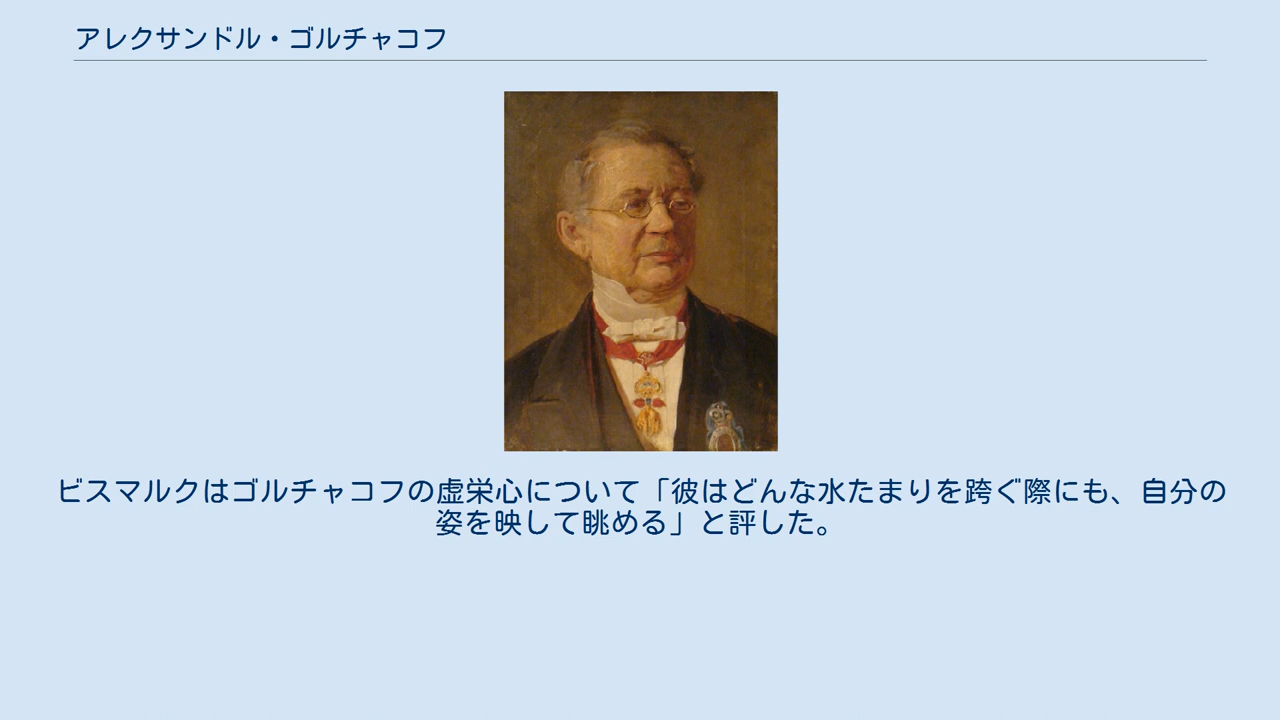 アレクサンドル・ゴルチャコフ
ビスマルクはゴルチャコフの虚栄心について「彼はどんな水たまりを跨ぐ際にも、自分の
姿を映して眺める」と評した。